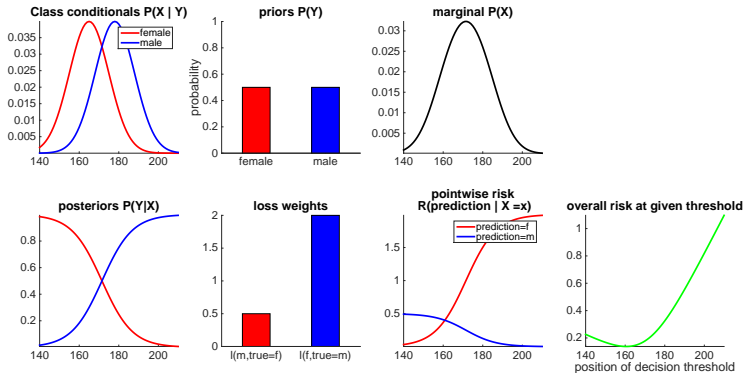 Class conditionals P(X | Y)
female
male
0.035
0.03
0.025
0.02
0.015
0.01
0.005
140 160 180 200
priors P(Y)
probability
1
0.8
0.6
0.4
0.2
0
female male
marginal P(X)
0.03
0.025
0.02
0.015
0.01
0.005
140 160 180 200
posteriors P(Y|X)
0.8
0.6
0.4
0.2
140 160 180 200
loss weights
2
1.5
1
0.5
0
l(m,true=f) l(f,true=m)
pointwise risk
R(prediction | X =x)
prediction=f
prediction=m
1.5
1
0.5
140 160 180 200
overall risk at given threshold
1
0.8
0.6
0.4
0.2
140 160 180 200
position of decision threshold